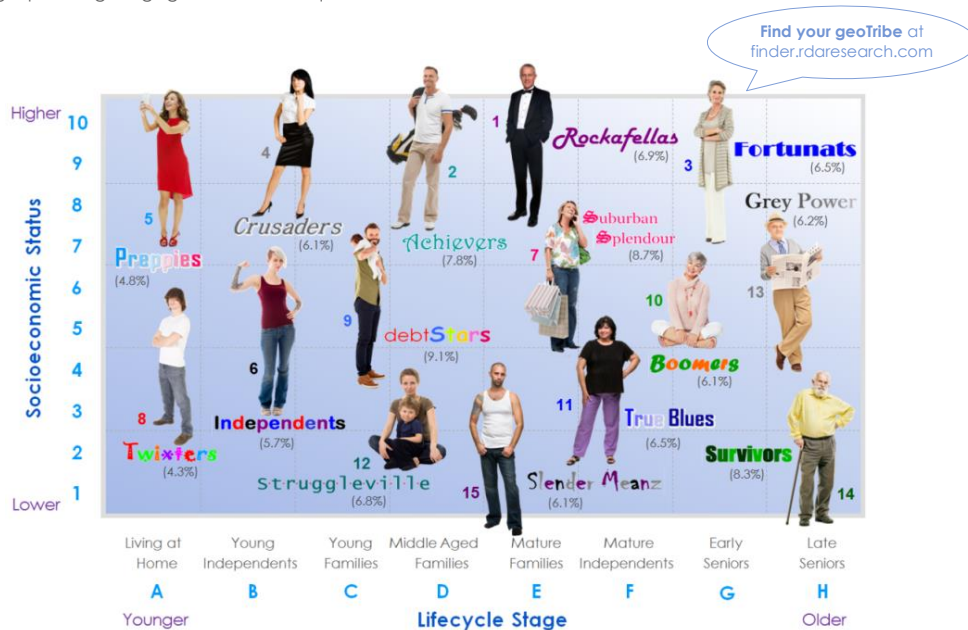 Find your geoTribe at
finder.rdaresearch.com
Higher
10
9
8
7
6
5
4
3
2
1
Lower
Socioeconomic Status
1
Rockafellas
(6.9%)
2
Achievers
(7.8%)
3
Fortunats
(6.5%)
4
Crusaders
(6.1%)
5
Preppies
(4.8%)
6
Independents
(5.7%)
7
Suburban
Splendour
(8.7%)
8
Twixters
(4.3%)
9
debtStars
(9.1%)
10
Boomers
(6.1%)
11
True Blues
(6.5%)
12
Struggleville
(6.8%)
13
Grey Power
(6.2%)
14
Survivors
(8.3%)
15
Slender Meanz
(6.1%)
Living at
Home
Young
Independents
Young
Families
Middle Aged
Families
Mature
Families
Mature
Independents
Early
Seniors
Late
Seniors
A B C D E F G H
Younger
Lifecycle Stage
Older